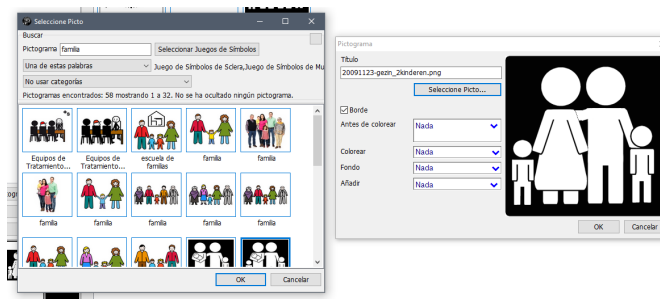 Seleccione Picto
Buscar
Pictograma familia Seleccionar Juegos de Símbolos
Una de estas palabras Juego de Símbolos de Sclera,Juego de Símbolos de Mu
No usar categorías
Pictogramas encontrados: 58 mostrando 1 a 32. No se ha ocultado ningún pictograma.
Equipos de Tratamiento...
Equipos de Tratamiento...
escuela de familias
familia
familia
familia
familia
familia
familia
familia
OK Cancelar
Pictograma
Título
20091123-gezin_2kinderen.png
Seleccione Picto...
Borde
Antes de colorear Nada
Colorear Nada
Fondo Nada
Añadir Nada
OK Cancelar